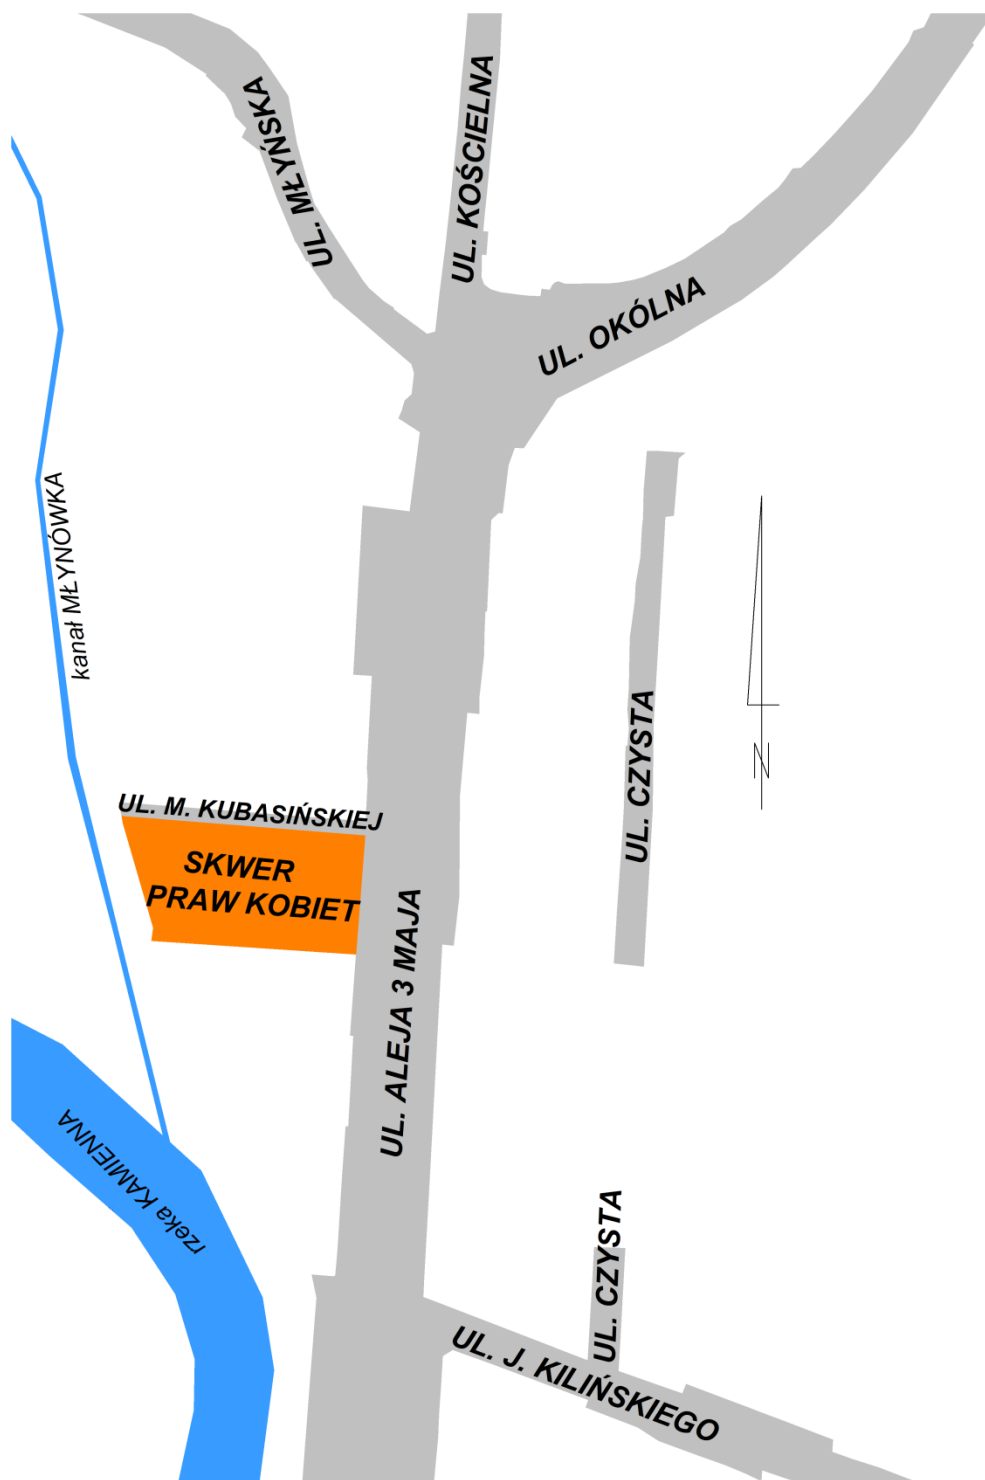 UL. MŁYŃSKA
UL. KOŚCIELNA
UL. OKÓLNA
kanał MŁYNÓWKA
UL. CZYSTA
N
UL. M. KUBASIŃSKIEJ
SKWER
PRAW KOBIET
UL. ALEJA 3 MAJA
rzeka KAMIENNA
UL. CZYSTA
UL. J. KILIŃSKIEGO